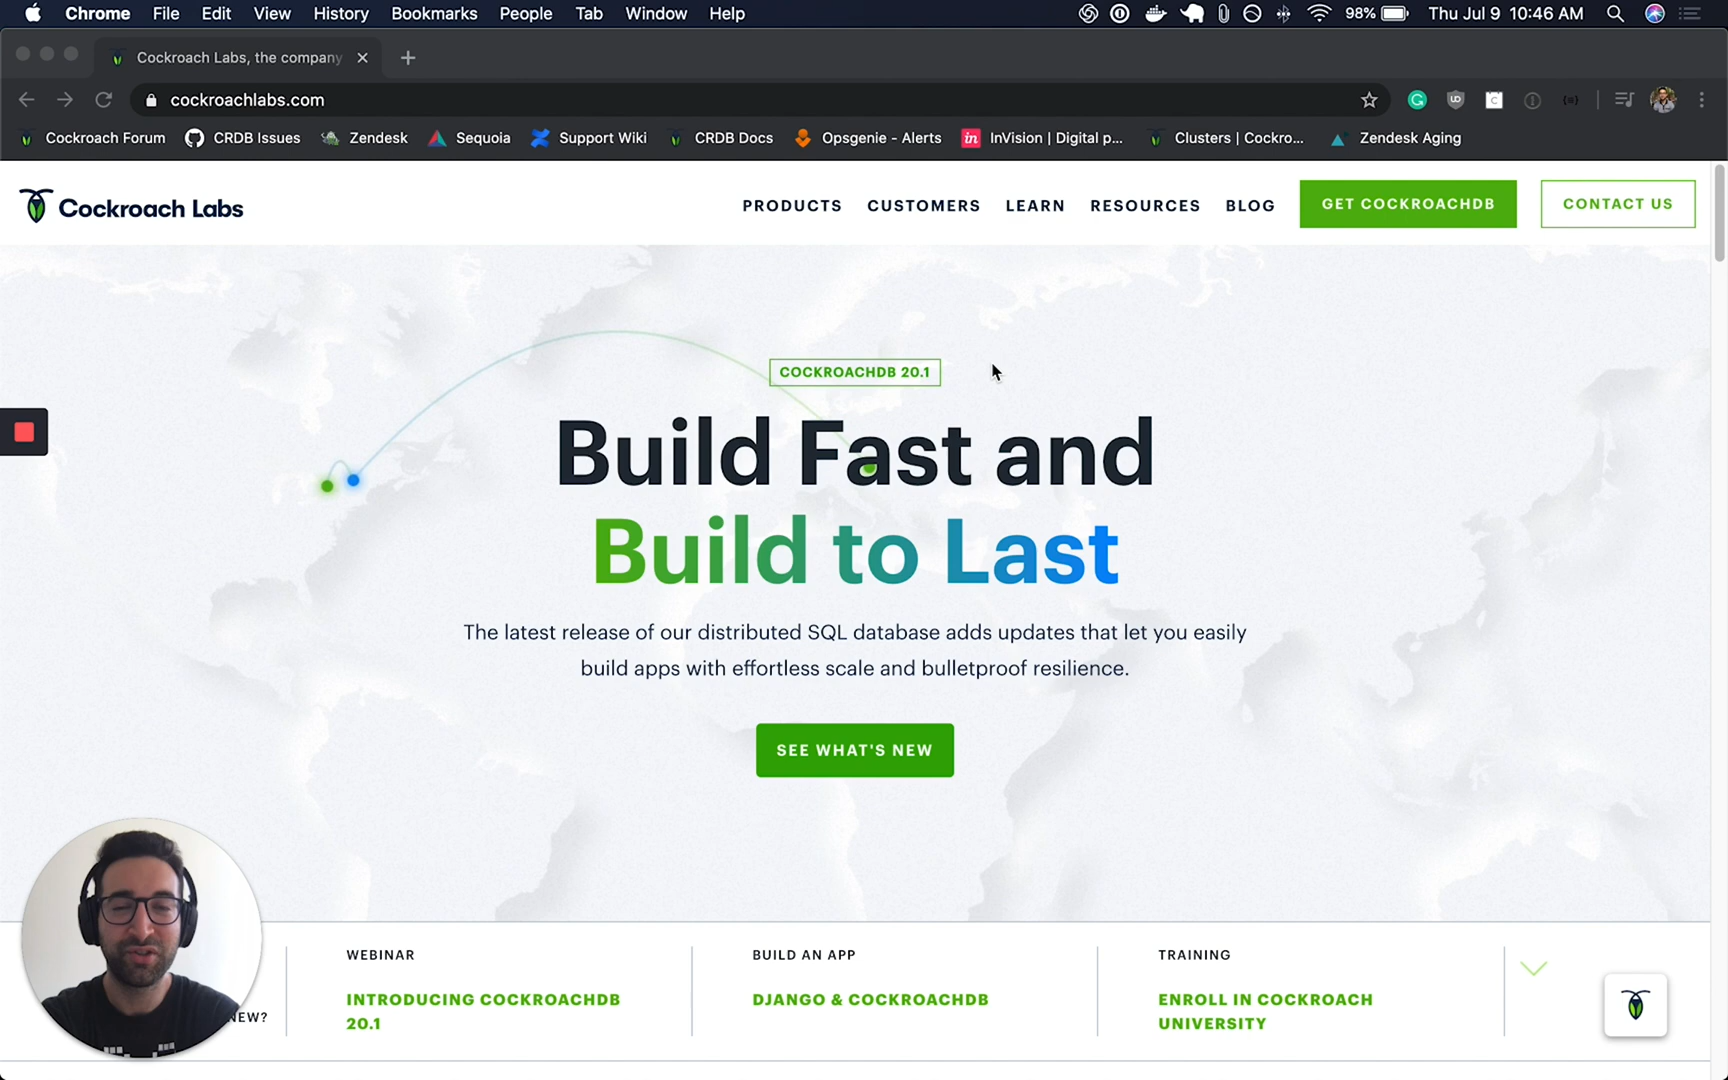 Chrome File Edit View History Bookmarks People Tab Window Help 98% Thu Jul 9 10:46 AM
Cockroach Labs, the company
cockroachlabs.com
Cockroach Forum CRDB Issues Zendesk Sequoia Support Wiki CRDB Docs Opsgenie - Alerts in InVision | Digital p... Clusters | Cockro... Zendesk Aging
Cockroach Labs PRODUCTS CUSTOMERS LEARN RESOURCES BLOG GET COCKROACHDB CONTACT US
COCKROACHDB 20.1
Build Fast and
Build to Last
The latest release of our distributed SQL database adds updates that let you easily
build apps with effortless scale and bulletproof resilience.
SEE WHAT'S NEW
NEW?
WEBINAR
INTRODUCING COCKROACHDB
20.1
BUILD AN APP
DJANGO & COCKROACHDB
TRAINING
ENROLL IN COCKROACH
UNIVERSITY